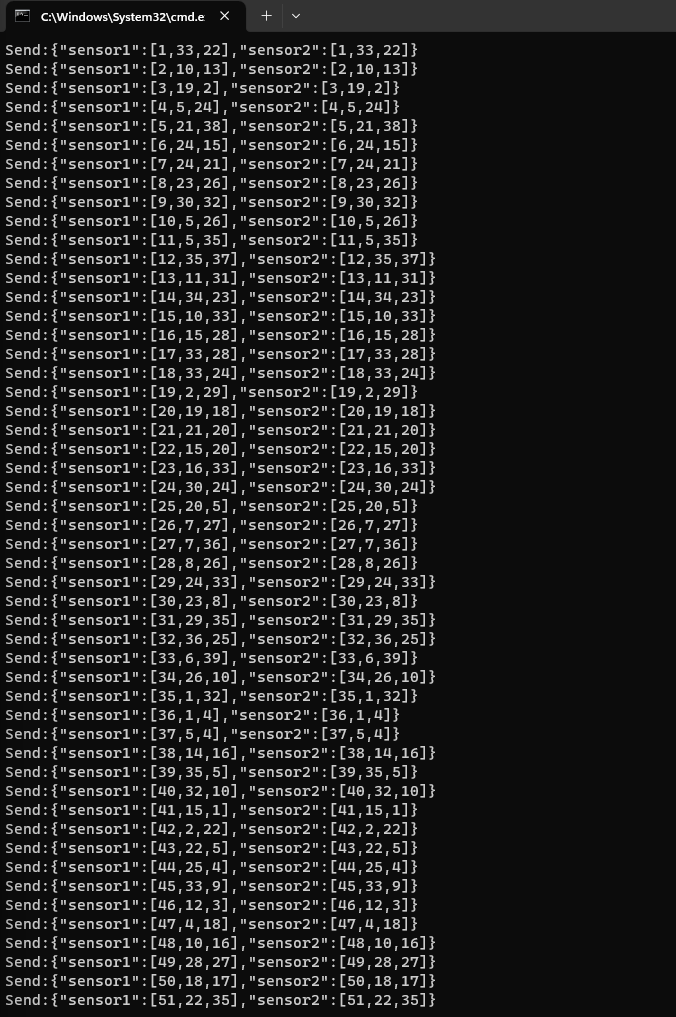 C:\Windows\System32\cmd.e
Send:{"sensor1":[1,33,22],"sensor2":[1,33,22]}
Send:{"sensor1":[2,10,13],"sensor2":[2,10,13]}
Send:{"sensor1":[3,19,2],"sensor2":[3,19,2]}
Send:{"sensor1":[4,5,24],"sensor2":[4,5,24]}
Send:{"sensor1":[5,21,38],"sensor2":[5,21,38]}
Send:{"sensor1":[6,24,15],"sensor2":[6,24,15]}
Send:{"sensor1":[7,24,21],"sensor2":[7,24,21]}
Send:{"sensor1":[8,23,26],"sensor2":[8,23,26]}
Send:{"sensor1":[9,30,32],"sensor2":[9,30,32]}
Send:{"sensor1":[10,5,26],"sensor2":[10,5,26]}
Send:{"sensor1":[11,5,35],"sensor2":[11,5,35]}
Send:{"sensor1":[12,35,37],"sensor2":[12,35,37]}
Send:{"sensor1":[13,11,31],"sensor2":[13,11,31]}
Send:{"sensor1":[14,34,23],"sensor2":[14,34,23]}
Send:{"sensor1":[15,10,33],"sensor2":[15,10,33]}
Send:{"sensor1":[16,15,28],"sensor2":[16,15,28]}
Send:{"sensor1":[17,33,28],"sensor2":[17,33,28]}
Send:{"sensor1":[18,33,24],"sensor2":[18,33,24]}
Send:{"sensor1":[19,2,29],"sensor2":[19,2,29]}
Send:{"sensor1":[20,19,18],"sensor2":[20,19,18]}
Send:{"sensor1":[21,21,20],"sensor2":[21,21,20]}
Send:{"sensor1":[22,15,20],"sensor2":[22,15,20]}
Send:{"sensor1":[23,16,33],"sensor2":[23,16,33]}
Send:{"sensor1":[24,30,24],"sensor2":[24,30,24]}
Send:{"sensor1":[25,20,5],"sensor2":[25,20,5]}
Send:{"sensor1":[26,7,27],"sensor2":[26,7,27]}
Send:{"sensor1":[27,7,36],"sensor2":[27,7,36]}
Send:{"sensor1":[28,8,26],"sensor2":[28,8,26]}
Send:{"sensor1":[29,24,33],"sensor2":[29,24,33]}
Send:{"sensor1":[30,23,8],"sensor2":[30,23,8]}
Send:{"sensor1":[31,29,35],"sensor2":[31,29,35]}
Send:{"sensor1":[32,36,25],"sensor2":[32,36,25]}
Send:{"sensor1":[33,6,39],"sensor2":[33,6,39]}
Send:{"sensor1":[34,26,10],"sensor2":[34,26,10]}
Send:{"sensor1":[35,1,32],"sensor2":[35,1,32]}
Send:{"sensor1":[36,1,4],"sensor2":[36,1,4]}
Send:{"sensor1":[37,5,4],"sensor2":[37,5,4]}
Send:{"sensor1":[38,14,16],"sensor2":[38,14,16]}
Send:{"sensor1":[39,35,5],"sensor2":[39,35,5]}
Send:{"sensor1":[40,32,10],"sensor2":[40,32,10]}
Send:{"sensor1":[41,15,1],"sensor2":[41,15,1]}
Send:{"sensor1":[42,2,22],"sensor2":[42,2,22]}
Send:{"sensor1":[43,22,5],"sensor2":[43,22,5]}
Send:{"sensor1":[44,25,4],"sensor2":[44,25,4]}
Send:{"sensor1":[45,33,9],"sensor2":[45,33,9]}
Send:{"sensor1":[46,12,3],"sensor2":[46,12,3]}
Send:{"sensor1":[47,4,18],"sensor2":[47,4,18]}
Send:{"sensor1":[48,10,16],"sensor2":[48,10,16]}
Send:{"sensor1":[49,28,27],"sensor2":[49,28,27]}
Send:{"sensor1":[50,18,17],"sensor2":[50,18,17]}
Send:{"sensor1":[51,22,35],"sensor2":[51,22,35]}